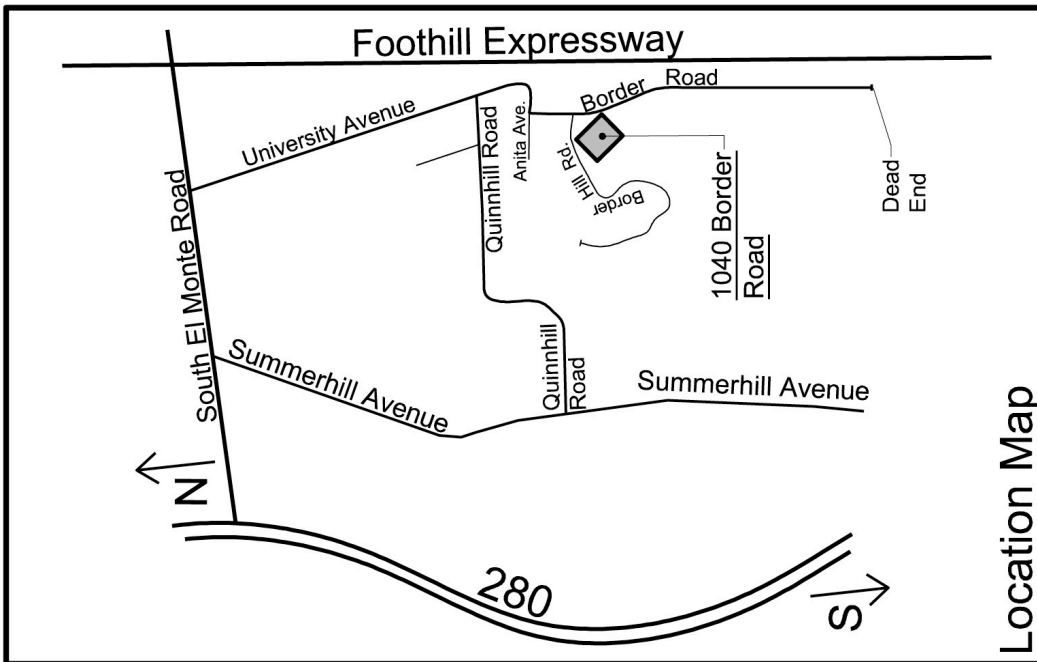 Foothill Expressway
Border Road
University Avenue
Anita Ave.
Quinnhill Road
Border Hill Rd.
South El Monte Road
1040 Border
Road
Dead
End
Summerhill Avenue
Quinnhill
Road
Summerhill Avenue
N
280
S
Location Map